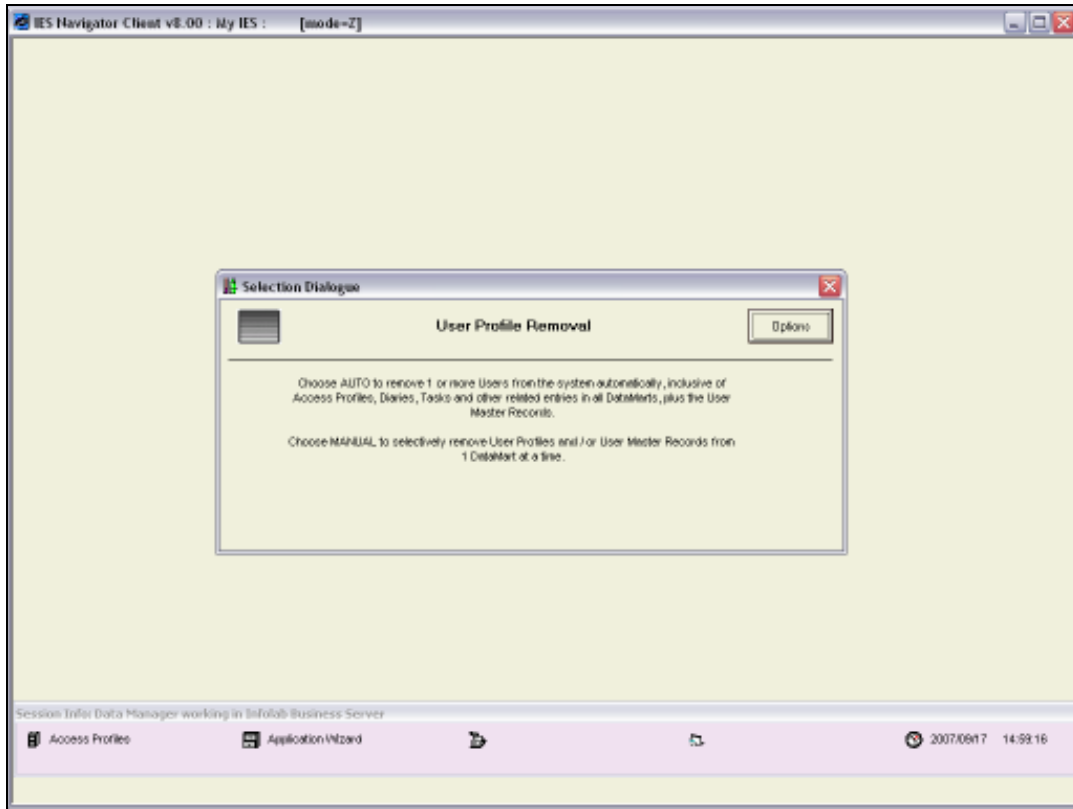 IES Navigator Client v8.00 : My IES : [mode=Z]
Selection Dialogue
User Profile Removal
Options
Choose AUTO to remove 1 or more Users from the system automatically, inclusive of
Access Profiles, Diaries, Tasks and other related entries in all DataMarts, plus the User
Master Records.
Choose MANUAL to selectively remove User Profiles and / or User Master Records from
1 DataMart at a time.
Session Info: Data Manager working in Infolab Business Server
Access Profiles
Application Wizard
2007/09/17 14:59:16